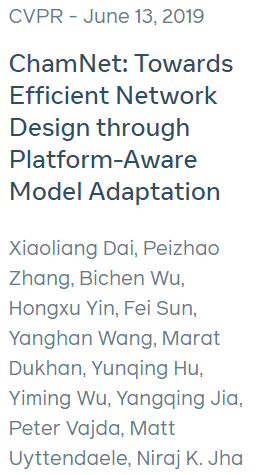 CVPR - June 13, 2019
ChamNet: Towards
Efficient Network
Design through
Platform-Aware
Model Adaptation
Xiaoliang Dai, Peizhao
Zhang, Bichen Wu,
Hongxu Yin, Fei Sun,
Yanghan Wang, Marat
Dukhan, Yunqing Hu,
Yiming Wu, Yangqing Jia,
Peter Vajda, Matt
Uyttendaele, Niraj K. Jha